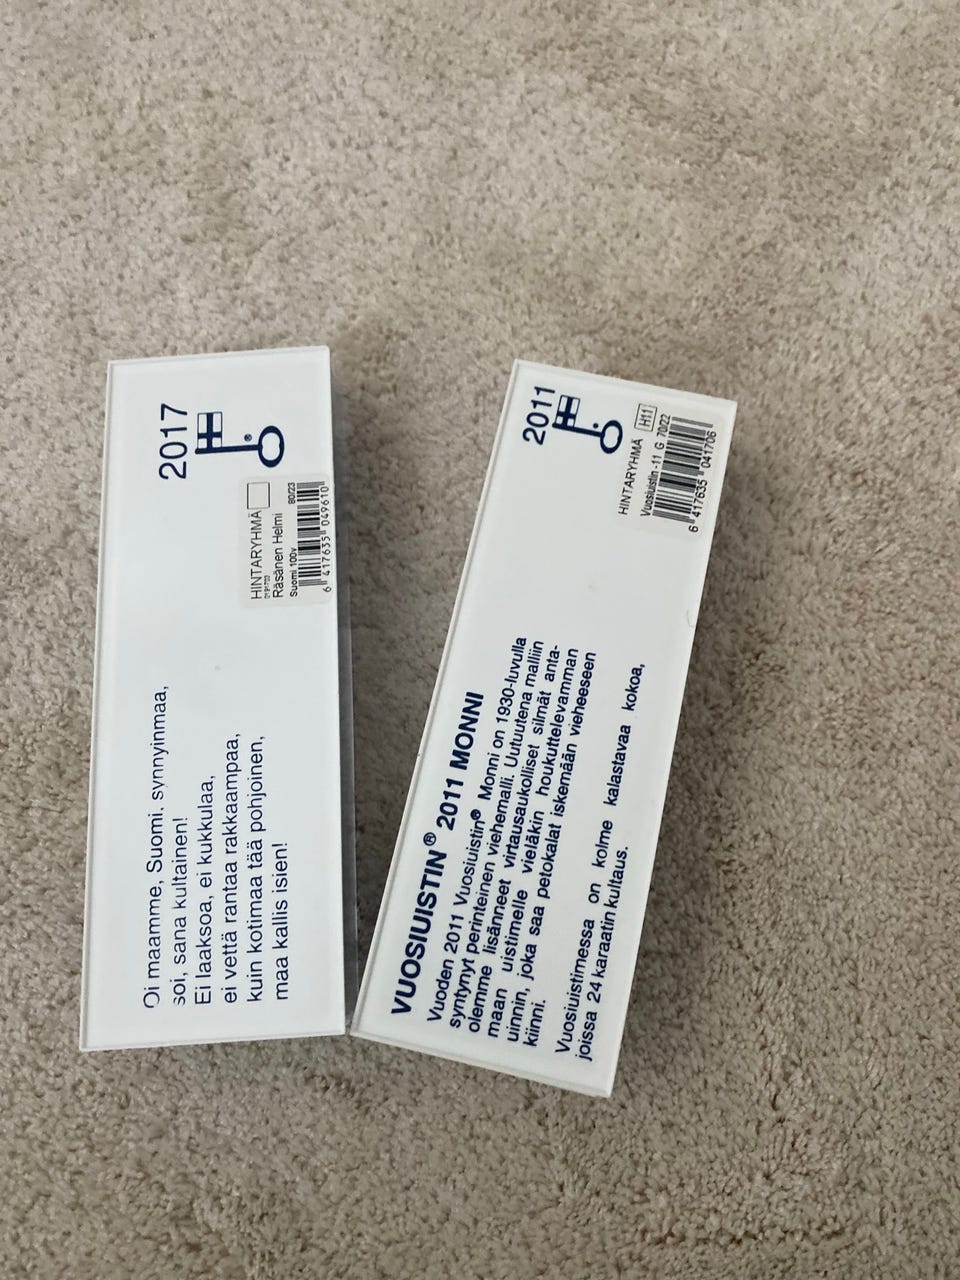 2017
HINTARYHMÄ
Räsänen Helmi
Suomi 100v 80/23
6 417635 049610
Oi maamme, Suomi. synnyinmaa,
soi, sana kultainen!
Ei laaksoa, ei kukkulaa,
ei vettä rantaa rakkaampaa,
kuin kotimaa tää pohjoinen,
maa kallis isien!
2011
HINTARYHMÄ H11
Vuosiuistin-11 G 70/22
6 417635 041706
VUOSIUISTIN® 2011 MONNI
Vuoden 2011 Vuosiuistin® Monni on 1930-luvulla
syntynyt perinteinen viehemalli. Uutuutena malliin
olemme lisänneet virtausaukolliset silmät anta-
maan uistimelle vieläkin houkuttelevamman
uinnin, joka saa petokalat iskemään vieheeseen
kiinni.
Vuosiuistimessa on kolme kalastavaa kokoa,
joissa 24 karaatin kultaus.